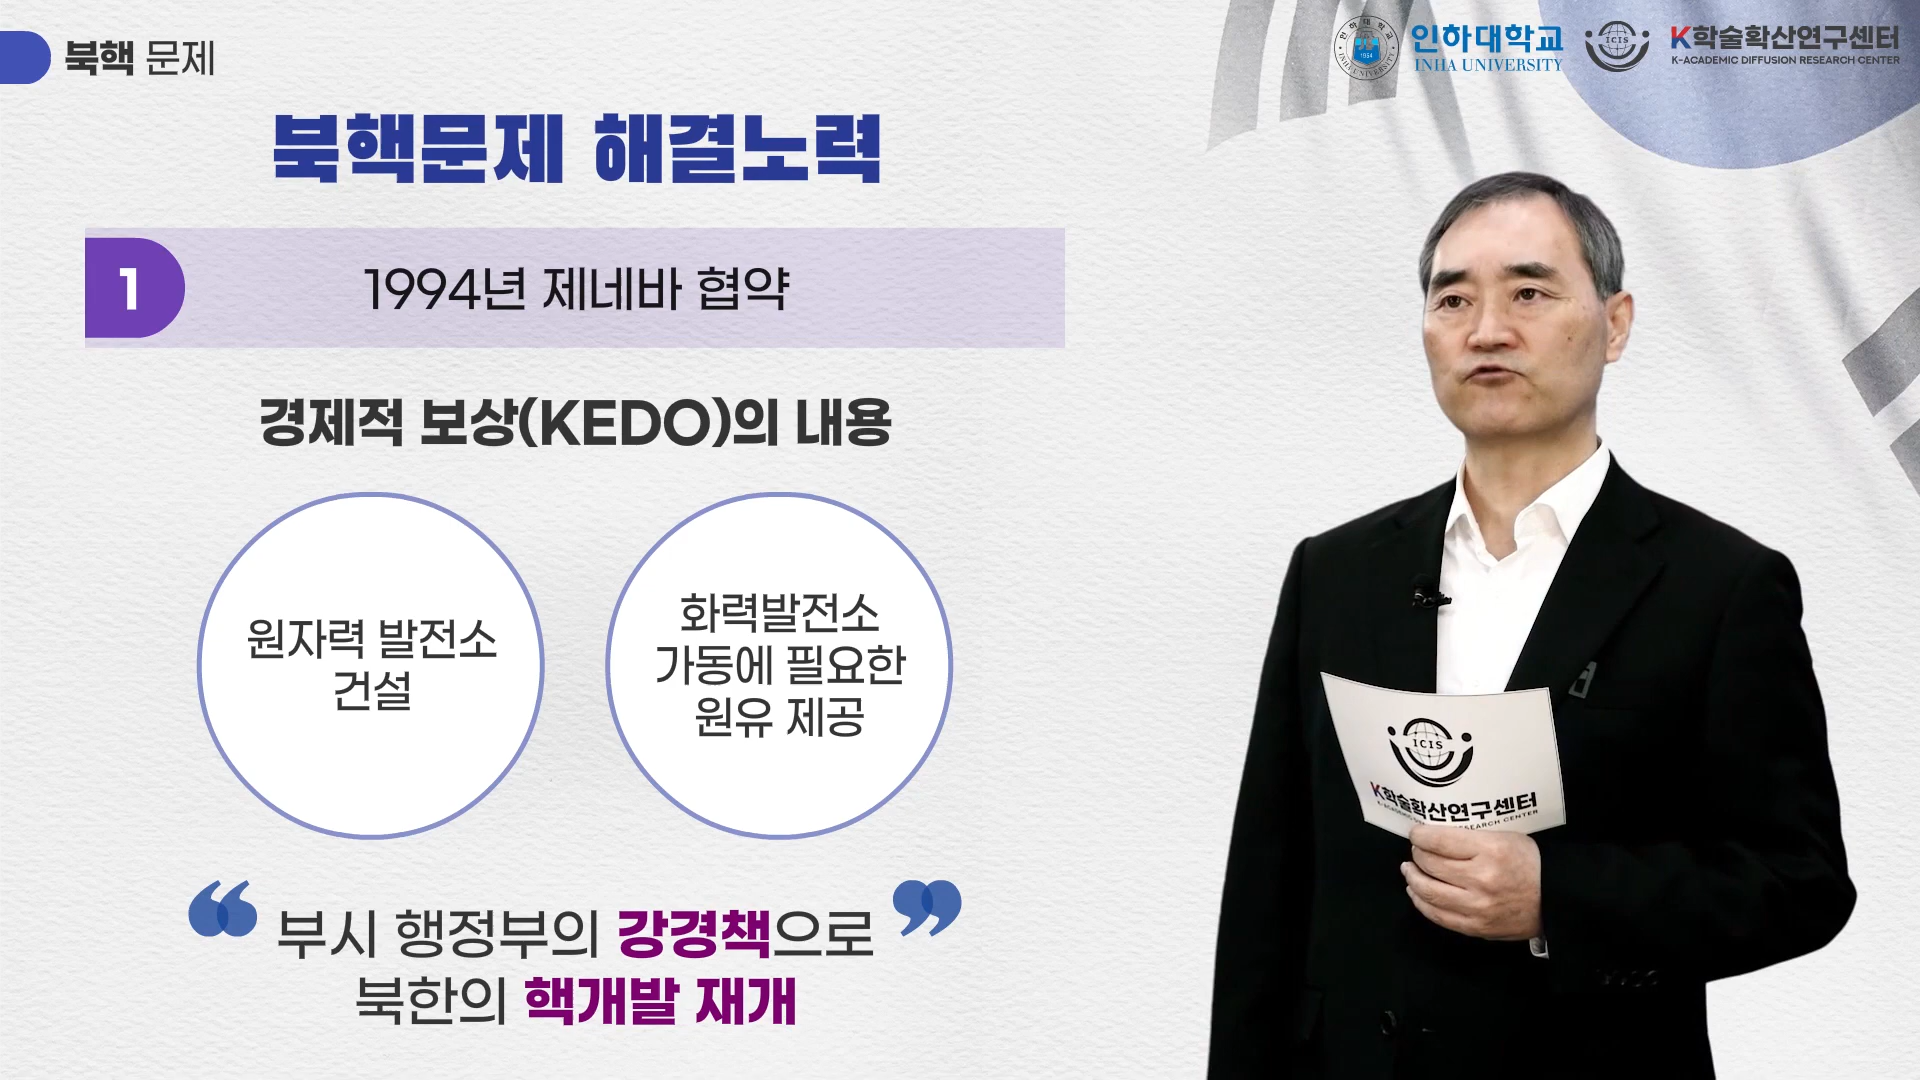 북핵 문제
인하대학교
INHA UNIVERSITY
1954
ICIS
K학술확산연구센터
K-ACADEMIC DIFFUSION RESEARCH CENTER
북핵문제 해결노력
1
1994년 제네바 협약
경제적 보상(KEDO)의 내용
원자력 발전소
건설
화력발전소
가동에 필요한
원유 제공
“부시 행정부의 강경책으로”
북한의 핵개발 재개
ICIS
K학술확산연구센터
RESEARCH CENTER